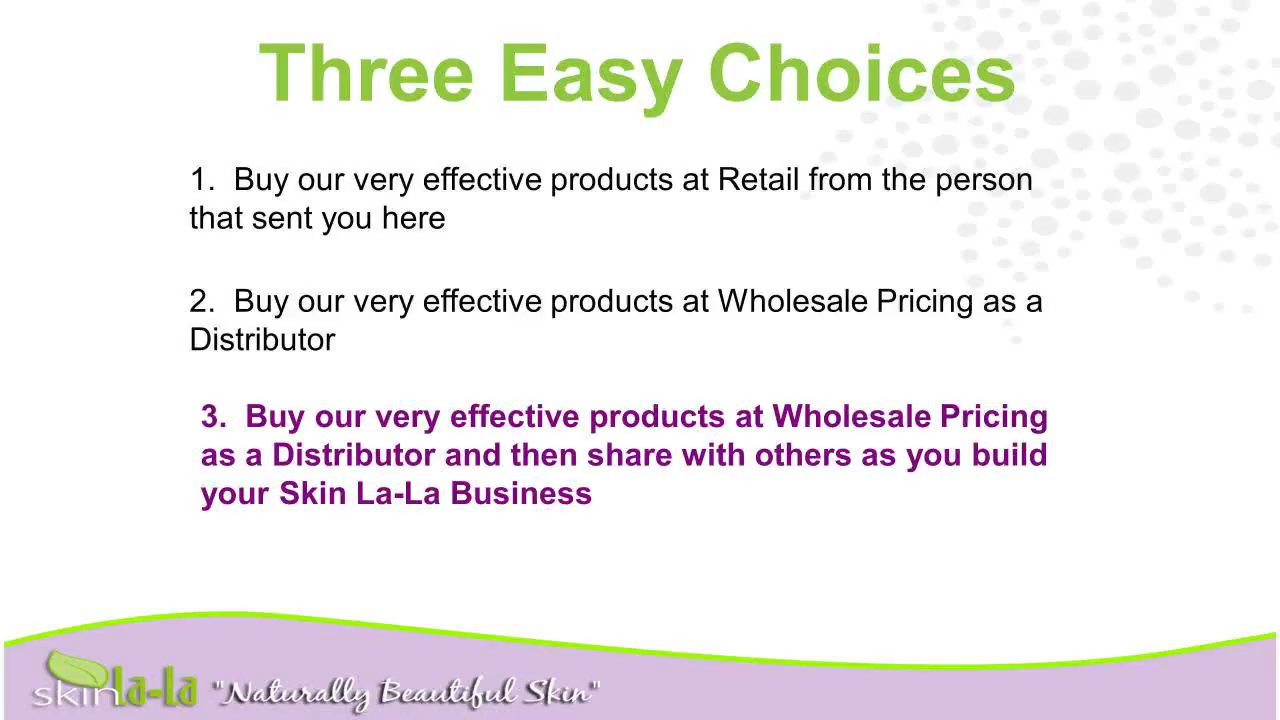 Three Easy Choices
1.  Buy our very effective products at Retail from the person
that sent you here
2.  Buy our very effective products at Wholesale Pricing as a
Distributor
3.  Buy our very effective products at Wholesale Pricing
as a Distributor and then share with others as you build
your Skin La-La Business
skin la-la "Naturally Beautiful Skin"